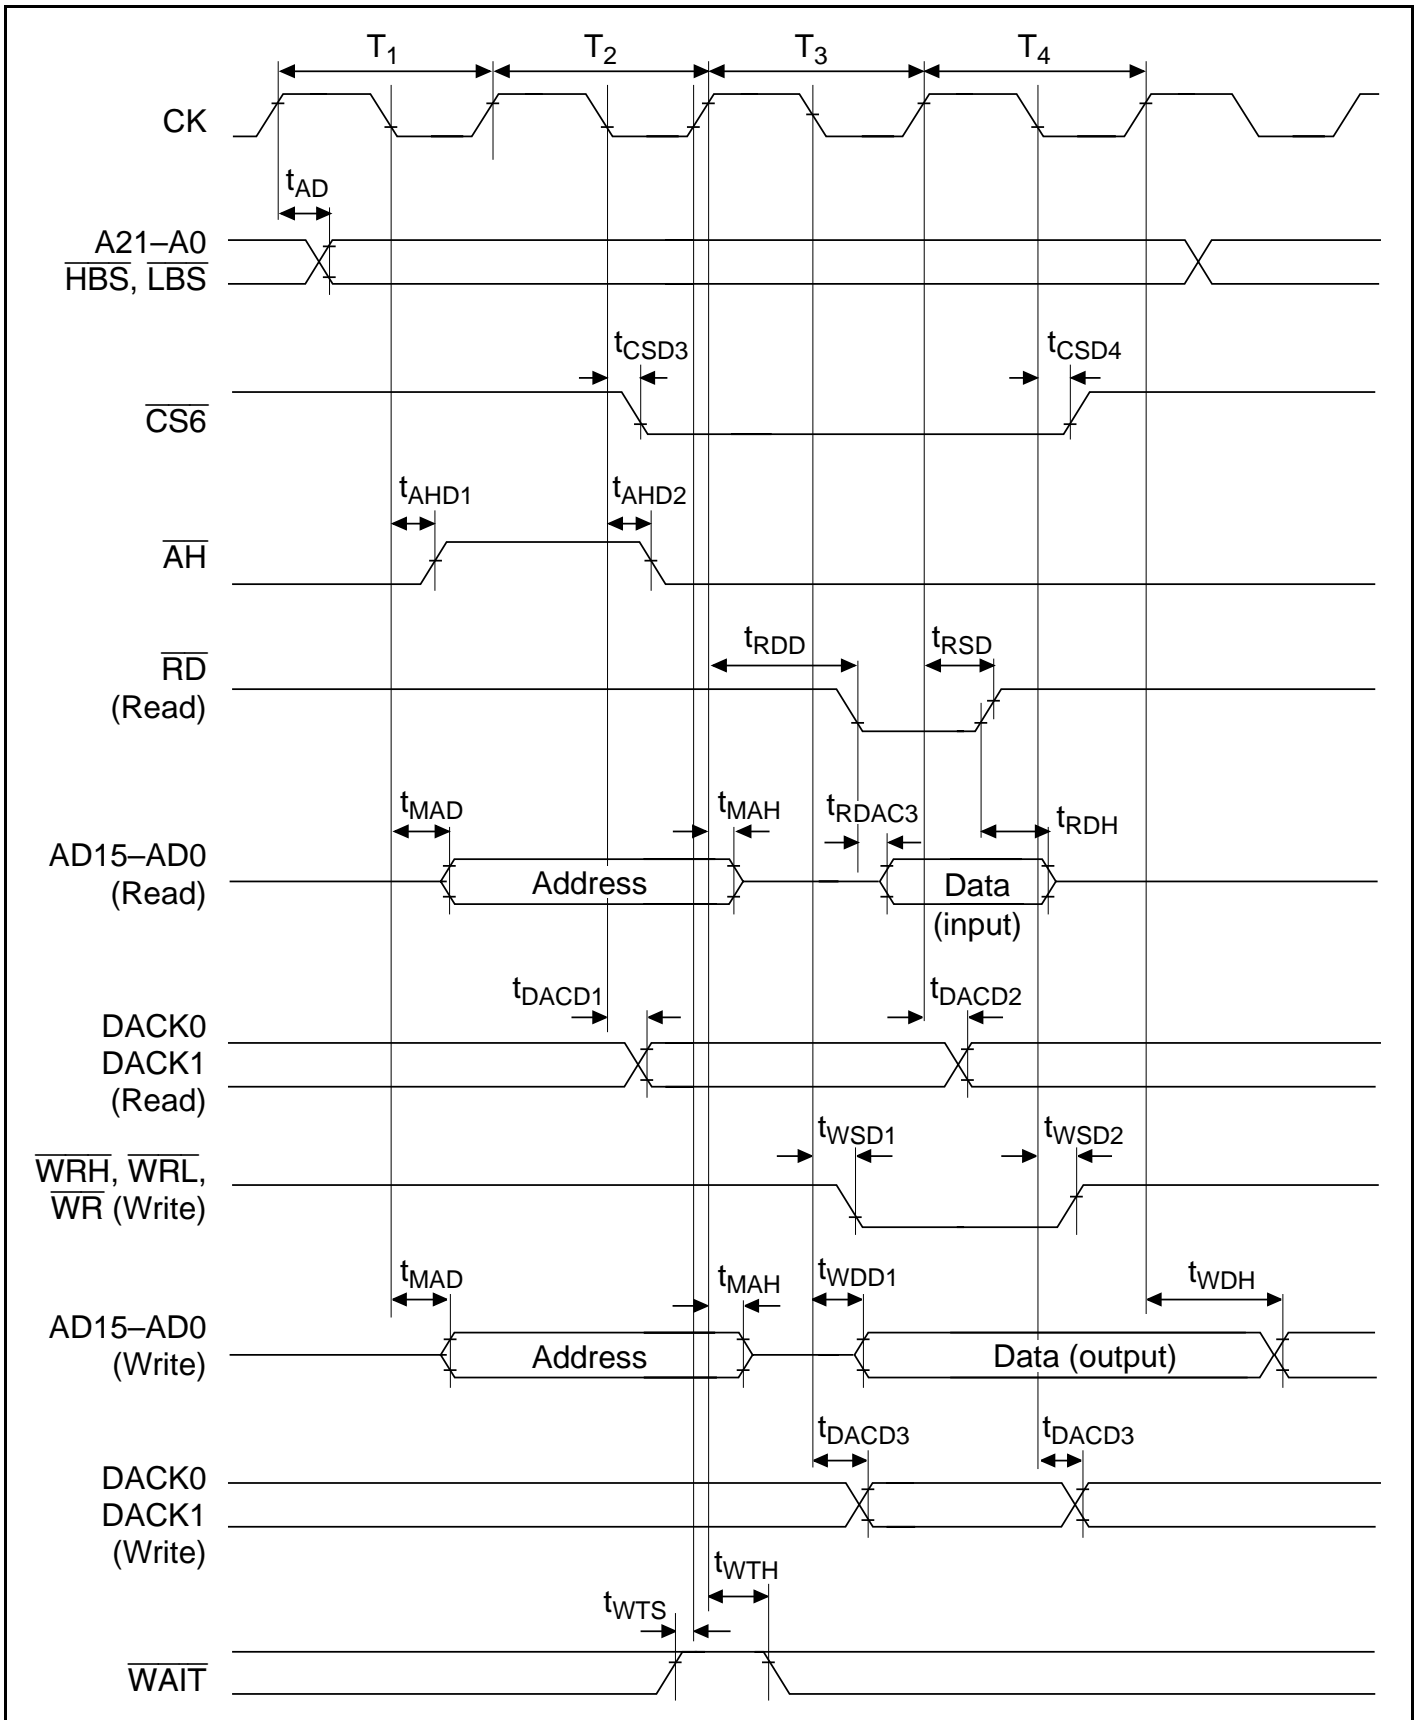 T1 T2 T3 T4
CK
tAD
A21–A0
HBS, LBS
tCSD3 tCSD4
CS6
tAHD1 tAHD2
AH
tRDD tRSD
RD
(Read)
tMAD tMAH tRDAC3 tRDH
AD15–AD0
(Read)
Address Data
(input)
tDACD1 tDACD2
DACK0
DACK1
(Read)
tWSD1 tWSD2
WRH, WRL,
WR (Write)
tMAD tMAH tWDD1 tWDH
AD15–AD0
(Write)
Address Data (output)
tDACD3 tDACD3
DACK0
DACK1
(Write)
tWTH
tWTS
WAIT